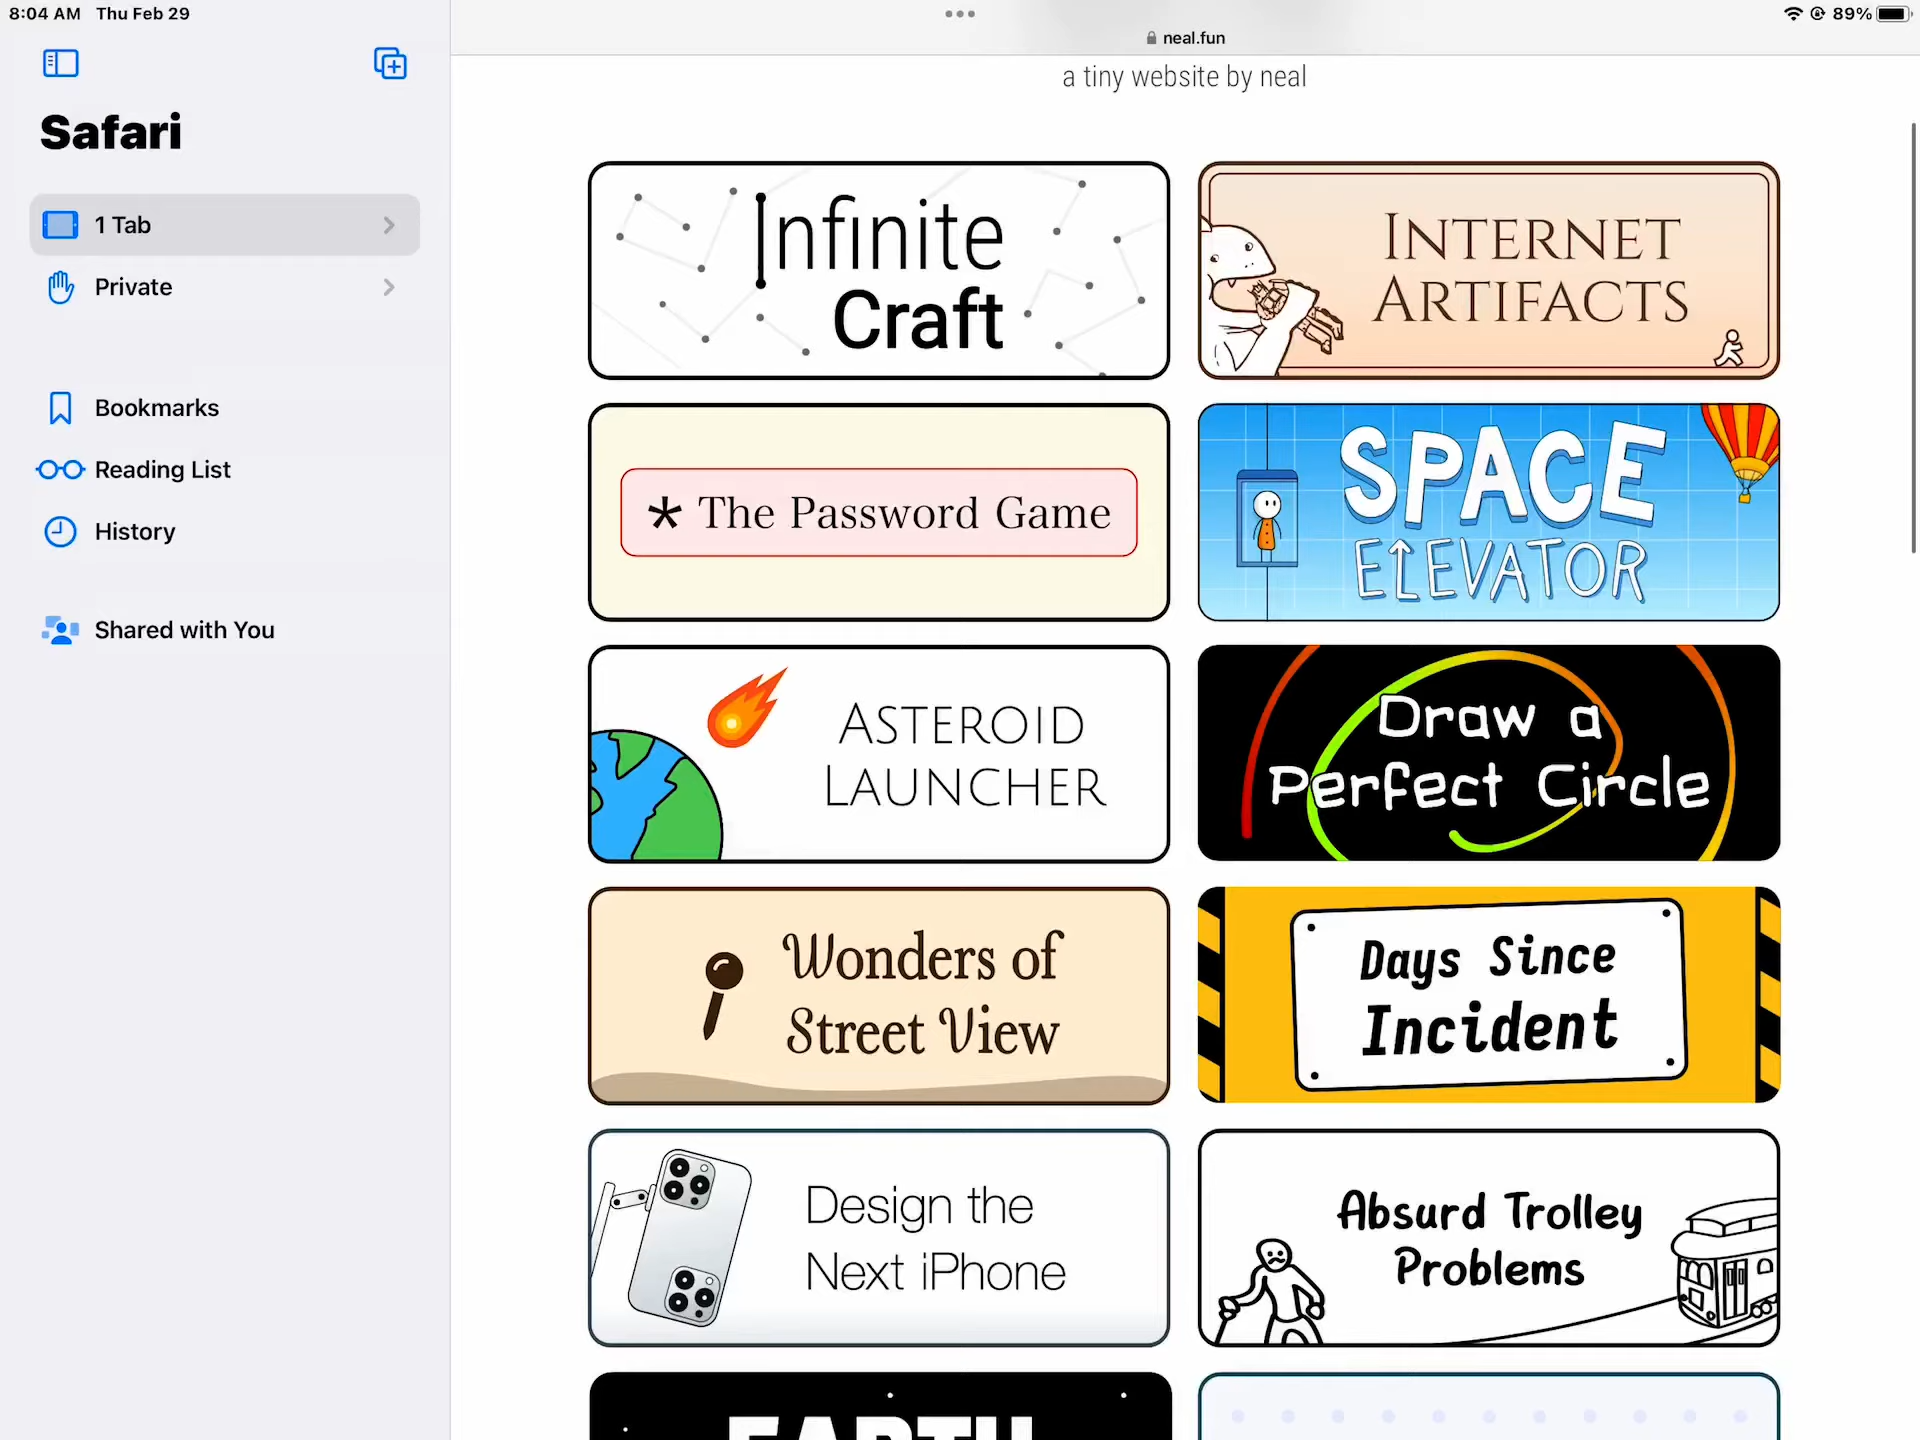 8:04 AM Thu Feb 29
89%
neal.fun
Safari
1 Tab
Private
Bookmarks
Reading List
History
Shared with You
a tiny website by neal
Infinite
Craft
INTERNET
ARTIFACTS
* The Password Game
SPACE
ELEVATOR
ASTEROID
LAUNCHER
Draw a
Perfect Circle
Wonders of
Street View
Days Since
Incident
Design the
Next iPhone
Absurd Trolley
Problems
EARTH